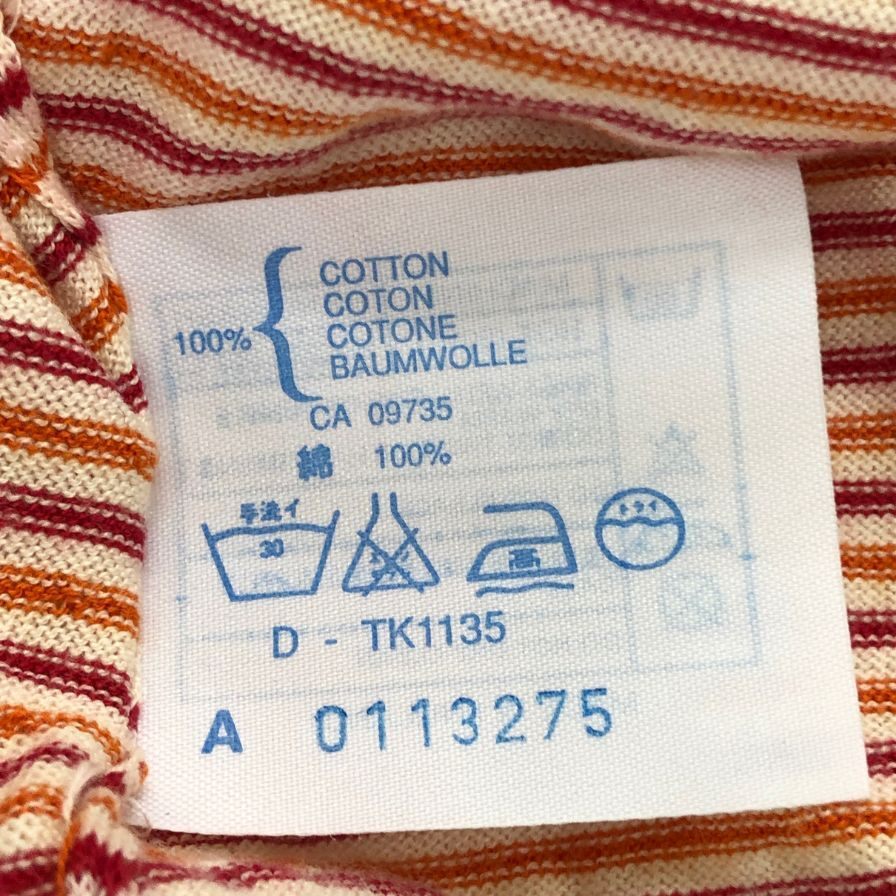 100%
COTTON
COTON
COTONE
BAUMWOLLE
CA 09735
綿 100%
手洗イ
30
高
ドライ
D - TK1135
A 0113275